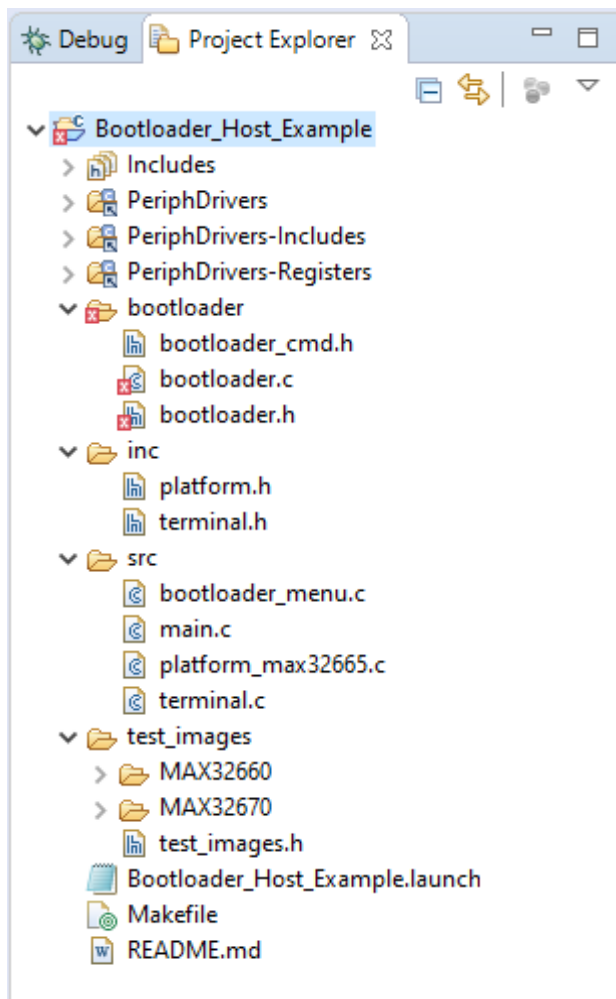 Debug Project Explorer
Bootloader_Host_Example
Includes
PeriphDrivers
PeriphDrivers-Includes
PeriphDrivers-Registers
bootloader
bootloader_cmd.h
bootloader.c
bootloader.h
inc
platform.h
terminal.h
src
bootloader_menu.c
main.c
platform_max32665.c
terminal.c
test_images
MAX32660
MAX32670
test_images.h
Bootloader_Host_Example.launch
Makefile
README.md